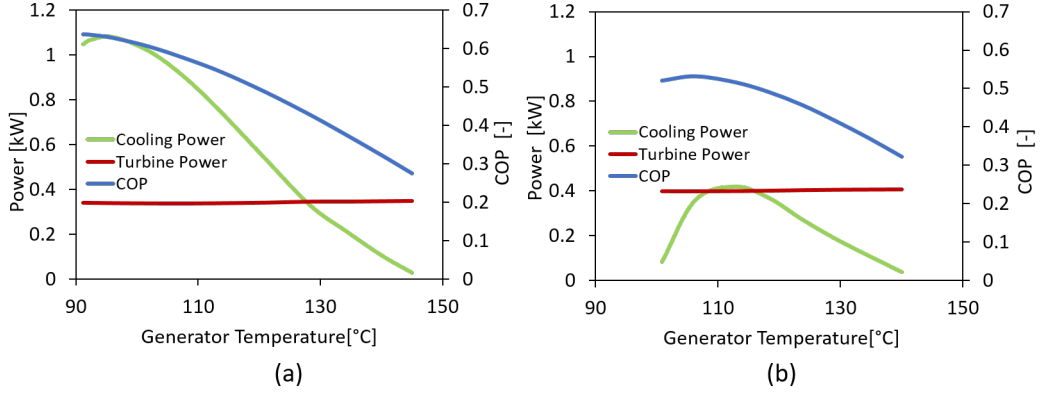 1.2
1
0.8
0.6
0.4
0.2
0
Power [kW]
0.7
0.6
0.5
0.4
0.3
0.2
0.1
0
COP [-]
Cooling Power
Turbine Power
COP
90
110
130
150
Generator Temperature[°C]
(a)
1.2
1
0.8
0.6
0.4
0.2
0
Power [kW]
0.7
0.6
0.5
0.4
0.3
0.2
0.1
0
COP [-]
Cooling Power
Turbine Power
COP
90
110
130
150
Generator Temperature[°C]
(b)